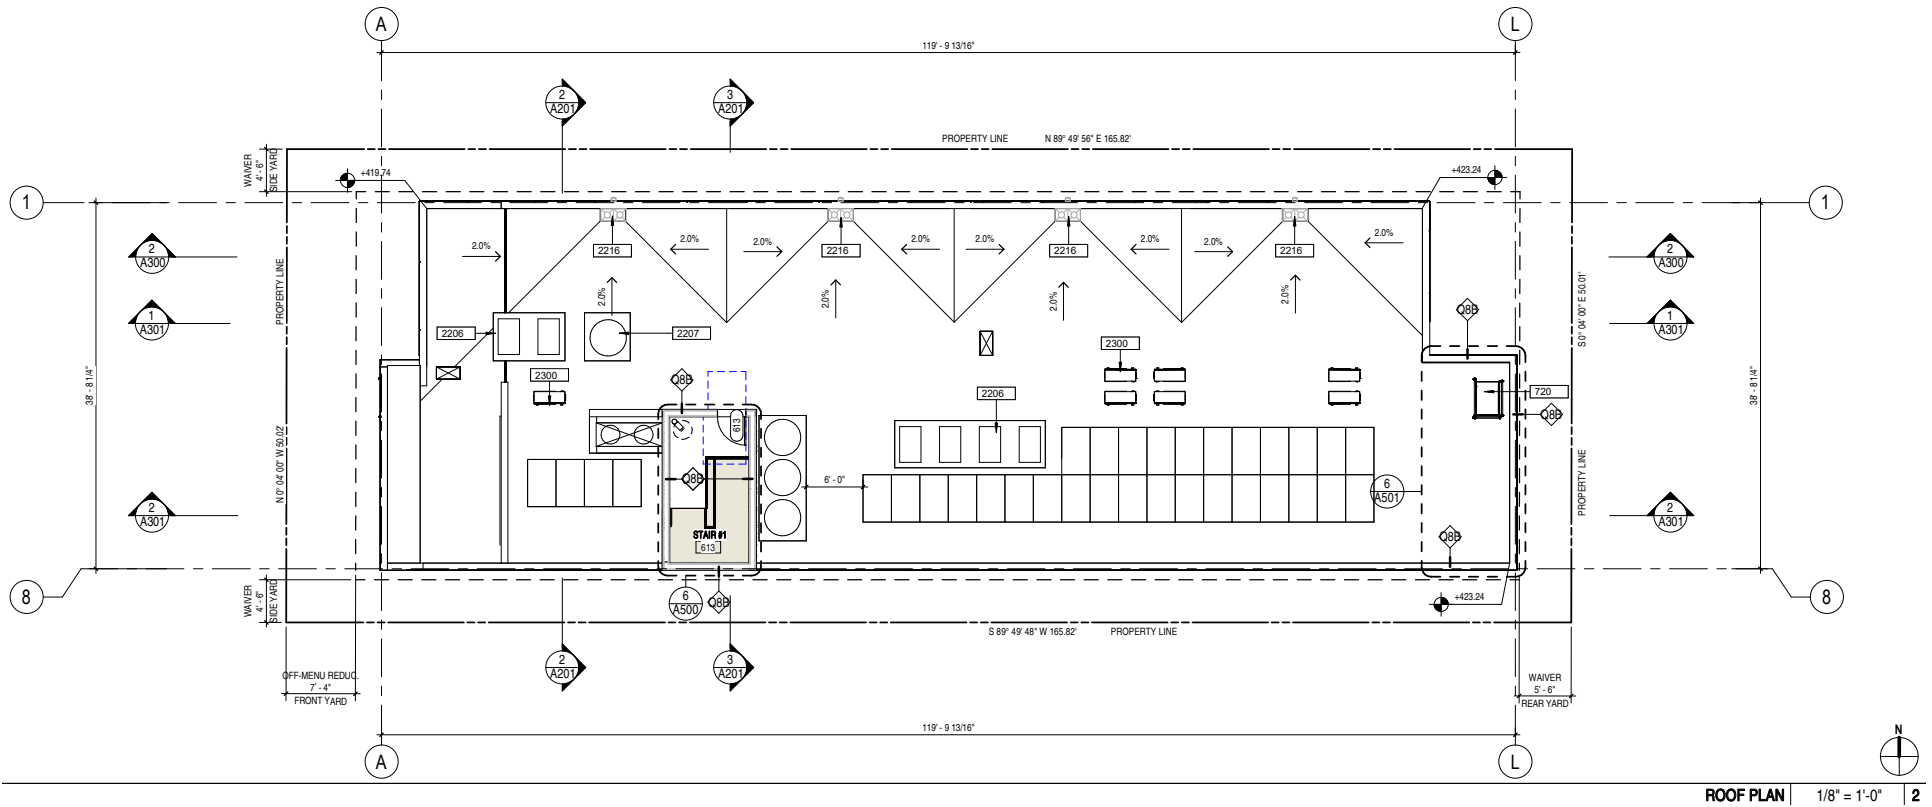 A
L
119' - 9 13/16"
2
A201
3
A201
PROPERTY LINE N 89° 49' 56" E 165.82'
WAIVER
4' - 6"
SIDE YARD
+419.74
+423.24
1
1
2.0%
2.0%
2.0%
2.0%
2.0%
2.0%
2.0%
2.0%
2216
2216
2216
2216
2
A300
2
A300
PROPERTY LINE
S 0° 04' 00" E 50.01'
2.0%
2.0%
2.0%
2.0%
1
A301
1
A301
Q8B
2206
2207
2300
2300
Q8B
2206
720
Q8B
38' - 8 1/4"
38' - 8 1/4"
613
N 0° 04' 00" W 50.02
Q8B
6' - 0"
6
A501
PROPERTY LINE
2
A301
2
A301
STAIR #1
613
Q8B
8
8
WAIVER
4' - 6"
SIDE YARD
6
A500
Q8B
+423.24
S 89° 49' 48" W 165.82' PROPERTY LINE
2
A201
3
A201
OFF-MENU REDUC.
7' - 4"
FRONT YARD
WAIVER
5' - 6"
REAR YARD
119' - 9 13/16"
A
L
N
ROOF PLAN 1/8" = 1'-0" 2